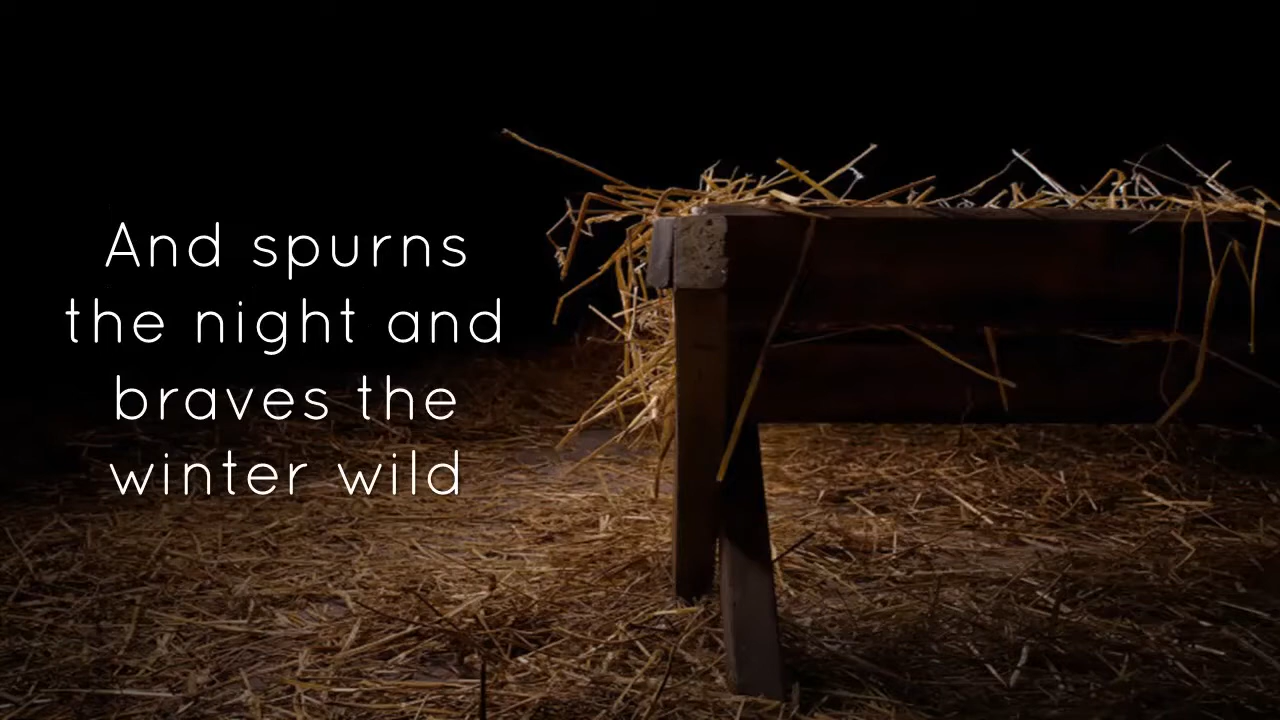 And spurns
the night and
braves the
winter wild